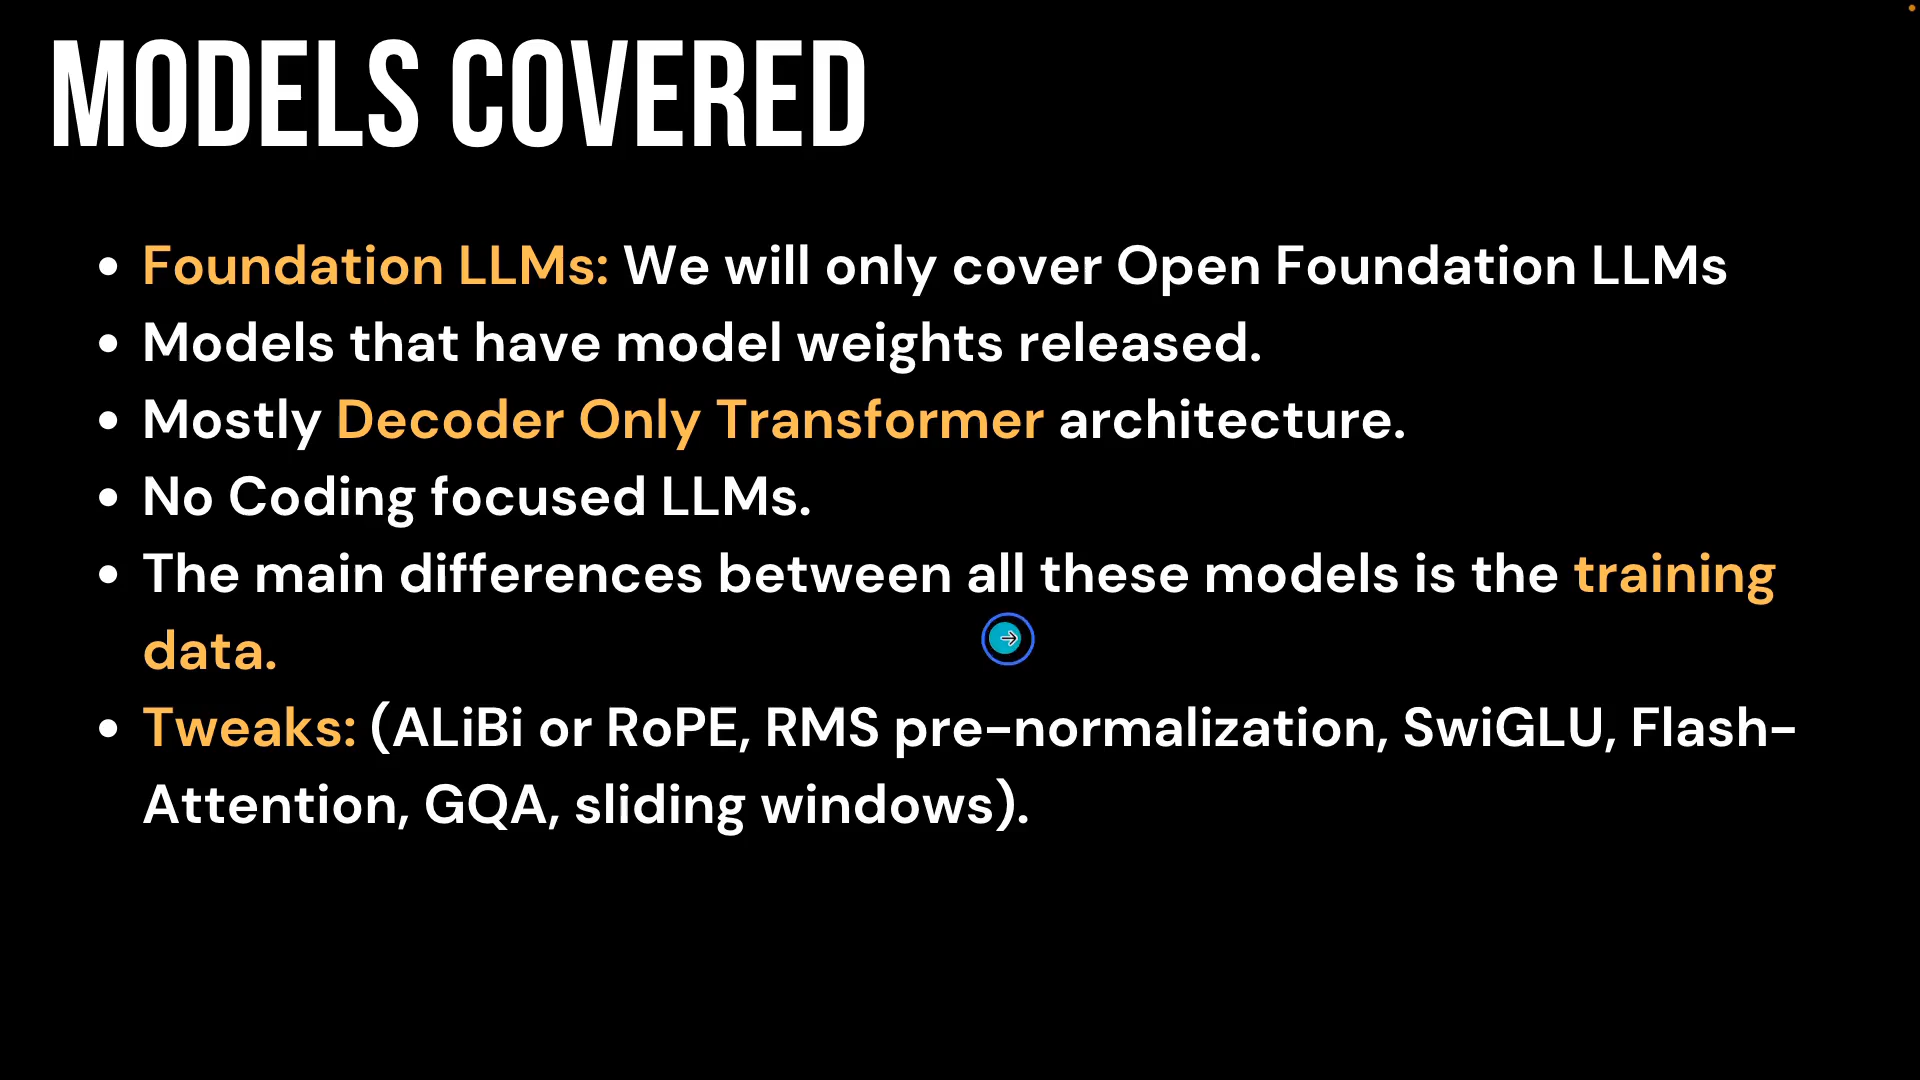 MODELS COVERED
• Foundation LLMs: We will only cover Open Foundation LLMs
• Models that have model weights released.
• Mostly Decoder Only Transformer architecture.
• No Coding focused LLMs.
• The main differences between all these models is the training
data.
• Tweaks: (ALiBi or RoPE, RMS pre-normalization, SwiGLU, Flash-
Attention, GQA, sliding windows).